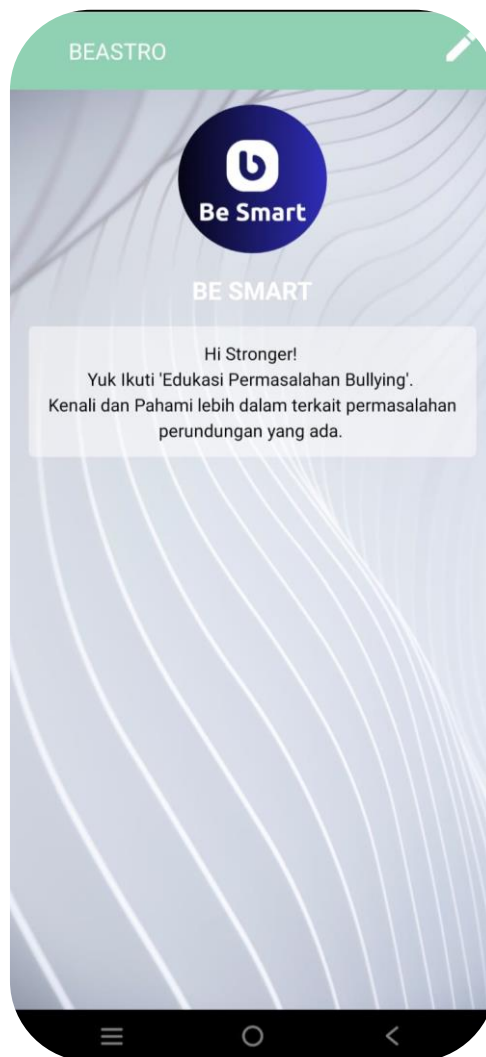 BEASTRO
b
Be Smart
BE SMART
Hi Stronger!
Yuk Ikuti 'Edukasi Permasalahan Bullying'.
Kenali dan Pahami lebih dalam terkait permasalahan
perundungan yang ada.